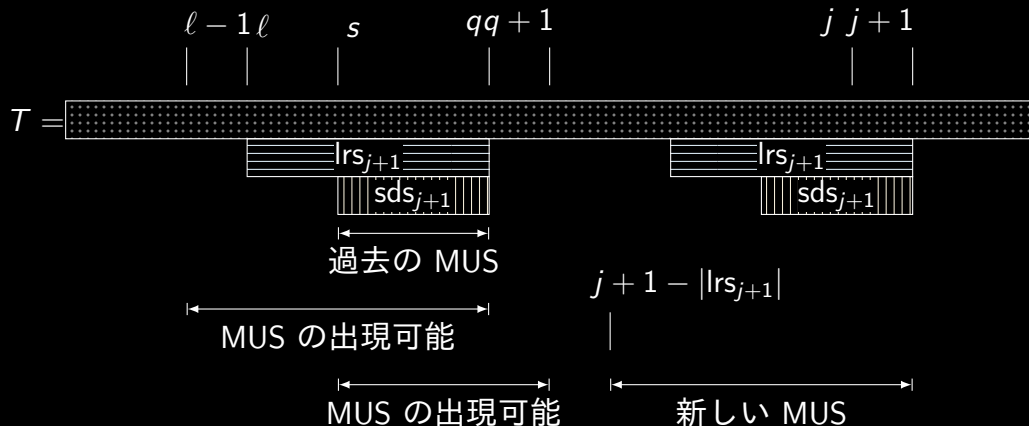 ℓ − 1 ℓ s q q + 1 j j + 1
T =
lrs_{j+1} lrs_{j+1}
sds_{j+1} sds_{j+1}
過去の MUS
j + 1 − |lrs_{j+1}|
MUS の出現可能
MUS の出現可能 新しい MUS